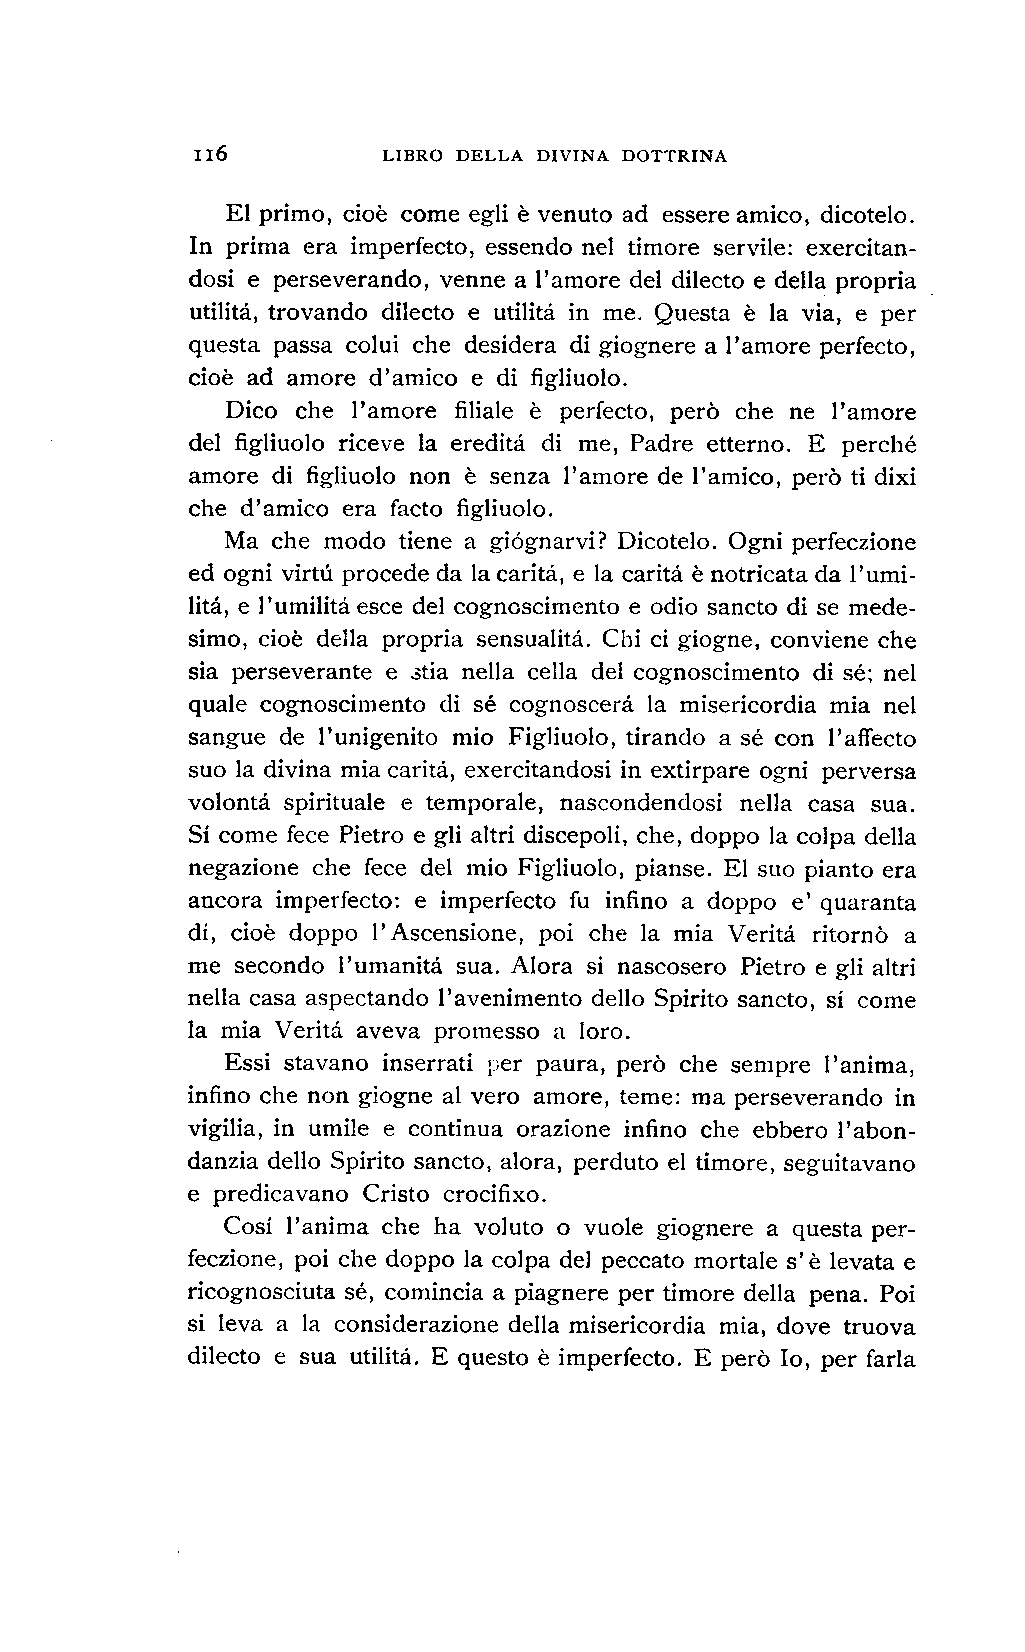 116 LIBRO DELLA DIVINA DOTTRINA
El primo, cioè come egli è venuto ad essere amico, dicotelo.
In prima era imperfecto, essendo nel timore servile: exercitan-
dosi e perseverando, venne a l'amore del dilecto e della propria
utilitá, trovando dilecto e utilitá in me. Questa è la via, e per
questa passa colui che desidera di giognere a l'amore perfecto,
cioè ad amore d'amico e di figliuolo.
Dico che l'amore filiale è perfecto, però che ne l'amore
del figliuolo riceve la ereditá di me, Padre etterno. E perché
amore di figliuolo non è senza l'amore de l'amico, però ti dixi
che d'amico era facto figliuolo.
Ma che modo tiene a giógnarvi? Dicotelo. Ogni perfeczione
ed ogni virtú procede da la caritá, e la caritá è notricata da l'umi-
litá, e l'umilitá esce del cognoscimento e odio sancto di se mede-
simo, cioè della propria sensualitá. Chi ci giogne, conviene che
sia perseverante e stia nella cella del cognoscimento di sé; nel
quale cognoscimento di sé cognoscerá la misericordia mia nel
sangue de l'unigenito mio Figliuolo, tirando a sé con l'affecto
suo la divina mia caritá, exercitandosi in extirpare ogni perversa
volontá spirituale e temporale, nascondendosi nella casa sua.
Sí come fece Pietro e gli altri discepoli, che, doppo la colpa della
negazione che fece del mio Figliuolo, pianse. El suo pianto era
ancora imperfecto: e imperfecto fu infino a doppo e' quaranta
dí, cioè doppo l'Ascensione, poi che la mia Veritá ritornò a
me secondo l'umanitá sua. Alora si nascosero Pietro e gli altri
nella casa aspectando l'avenimento dello Spirito sancto, sí come
la mia Veritá aveva promesso a loro.
Essi stavano inserrati per paura, però che sempre l'anima,
infino che non giogne al vero amore, teme: ma perseverando in
vigilia, in umile e continua orazione infino che ebbero l'abon-
danzia dello Spirito sancto, alora, perduto el timore, seguitavano
e predicavano Cristo crocifixo.
Cosí l'anima che ha voluto o vuole giognere a questa per-
feczione, poi che doppo la colpa del peccato mortale s'è levata e
ricognosciuta sé, comincia a piagnere per timore della pena. Poi
si leva a la considerazione della misericordia mia, dove truova
dilecto e sua utilitá. E questo è imperfecto. E però Io, per farla